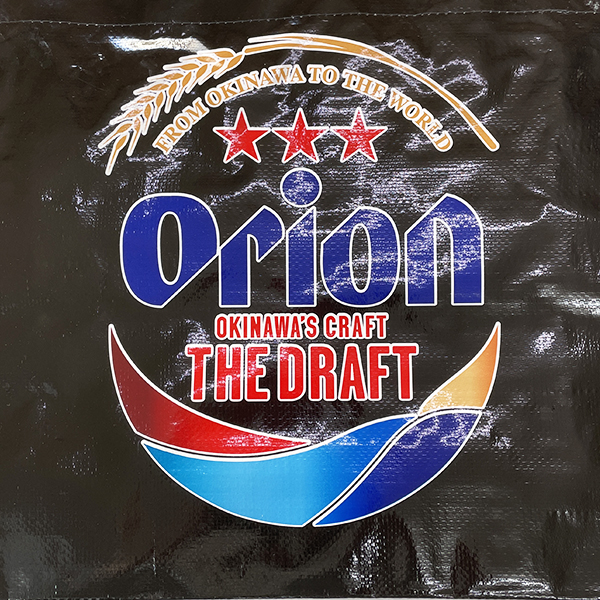 FROM OKINAWA TO THE WORLD
Orion
OKINAWA'S CRAFT
THE DRAFT